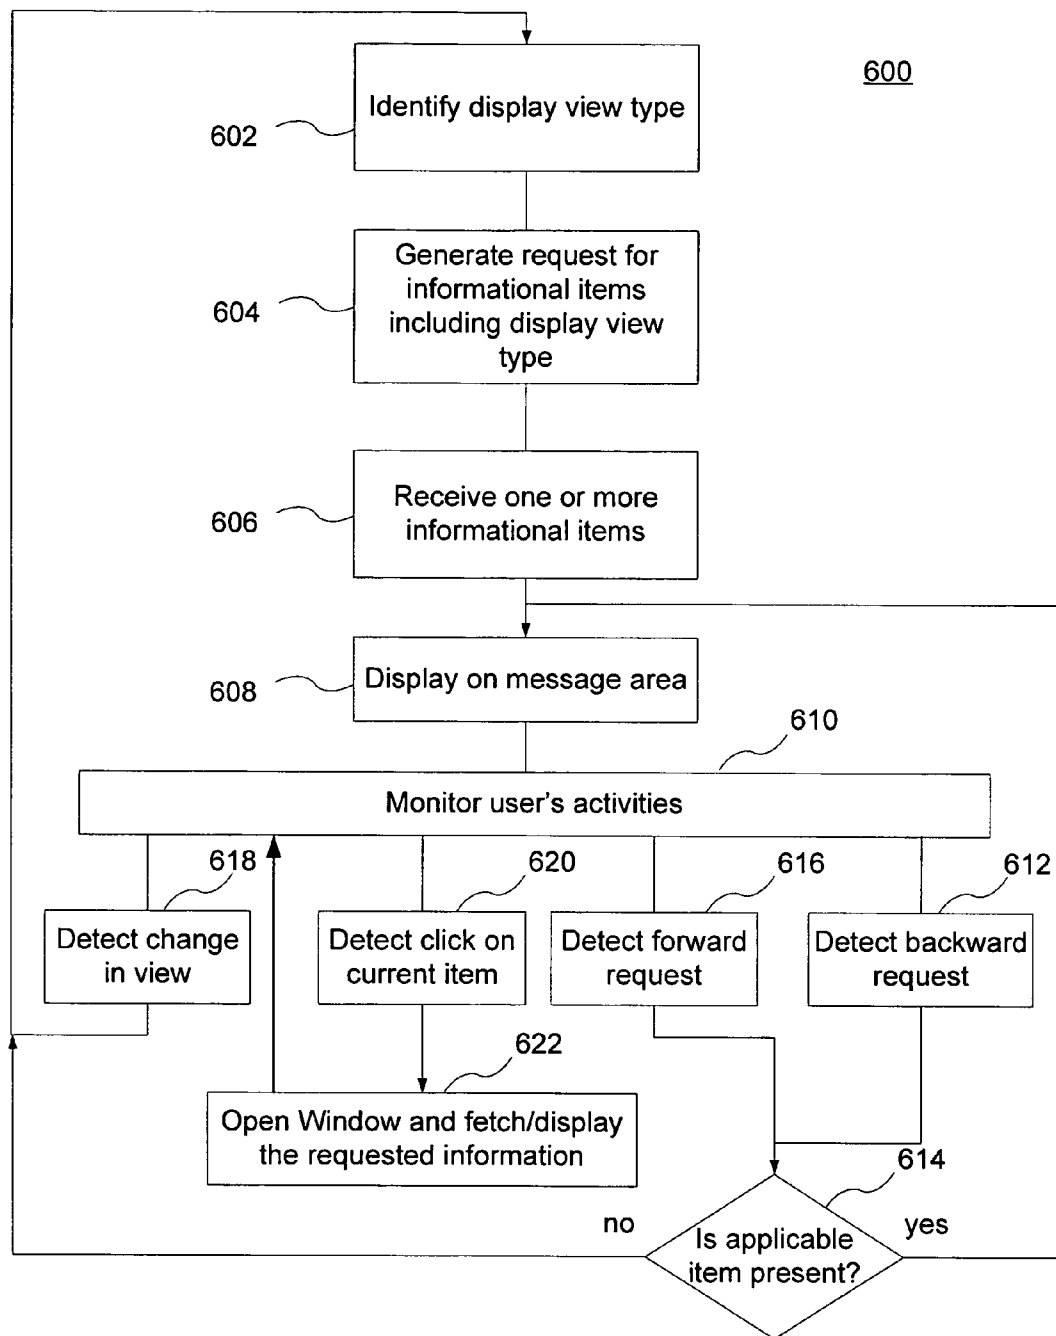 600
Identify display view type
602
Generate request for
informational items
including display view
type
604
Receive one or more
informational items
606
Display on message area
608
610
Monitor user's activities
618
620
616
612
Detect change
in view
Detect click on
current item
Detect forward
request
Detect backward
request
622
Open Window and fetch/display
the requested information
614
no
Is applicable
item present?
yes